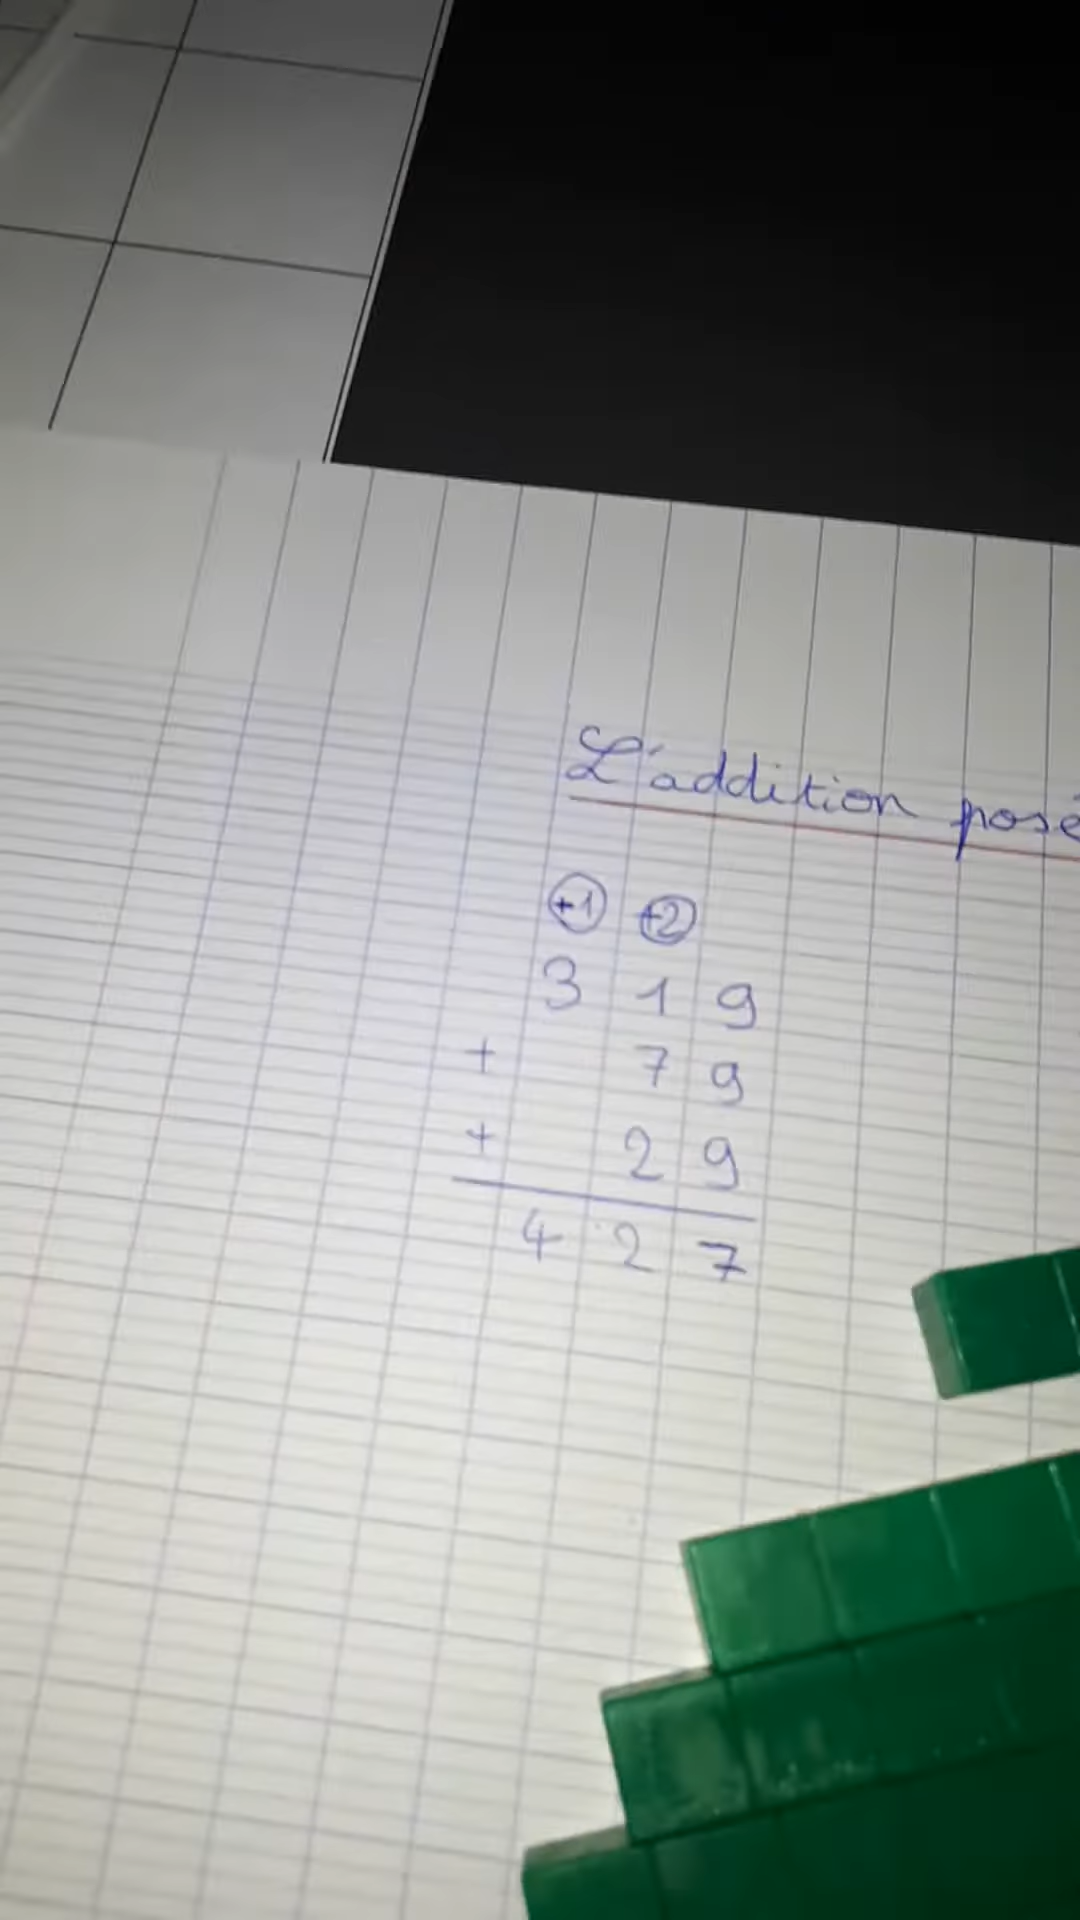 L'addition posé
+1 +2
3 1 9
+ 7 9
+ 2 9
4 2 7